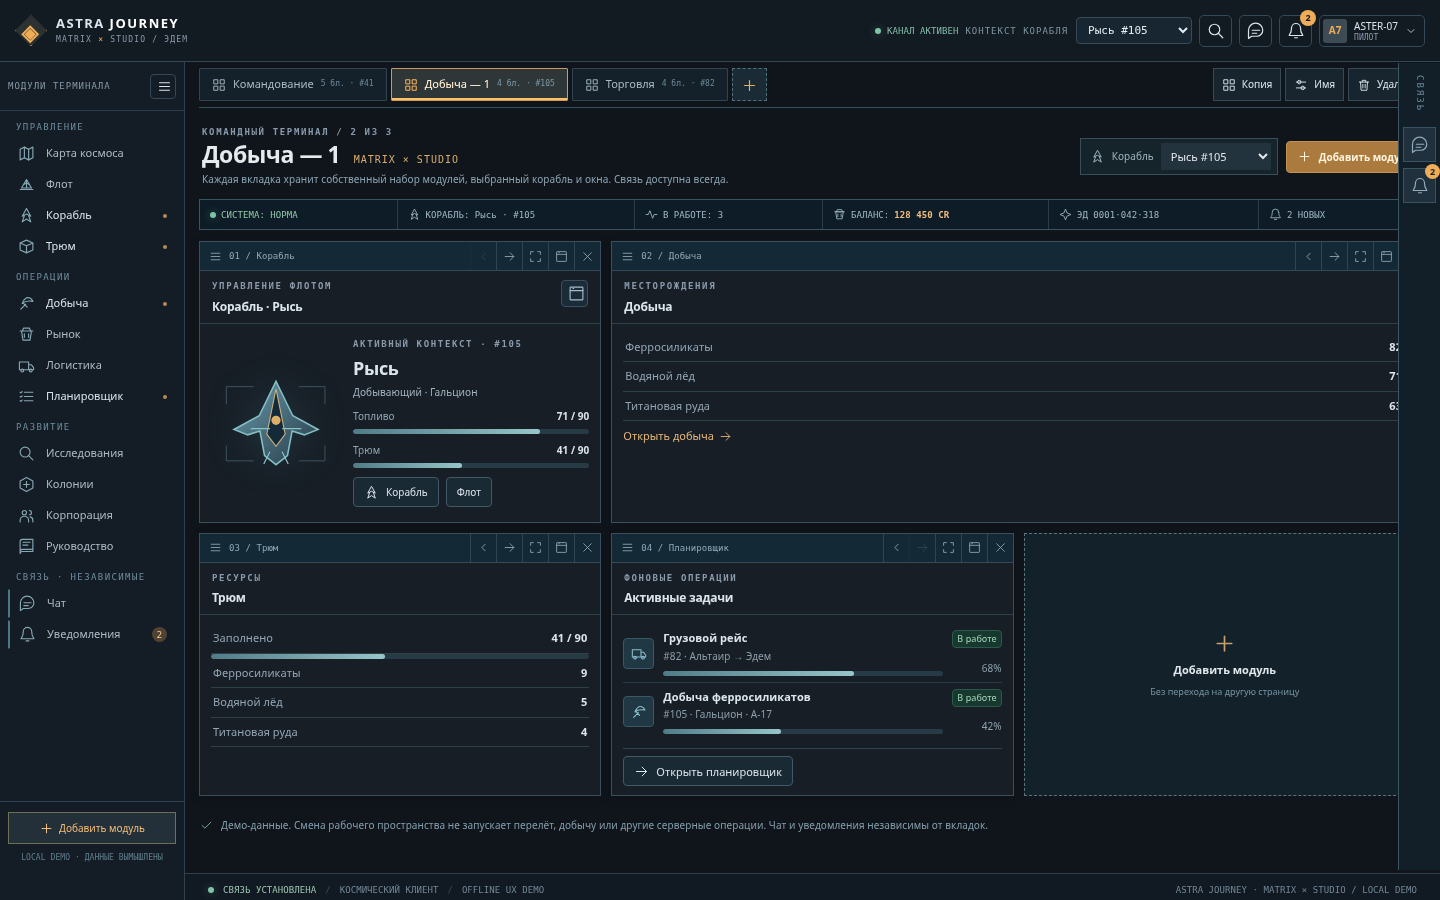 ASTRA JOURNEY
MATRIX × STUDIO / ЭДЕМ
КАНАЛ АКТИВЕН КОНТЕКСТ КОРАБЛЯ
Рысь #105
2
A7
ASTER-07
ПИЛОТ
МОДУЛИ ТЕРМИНАЛА
Командование 5 бл. · #41
Добыча — 1 4 бл. · #105
Торговля 4 бл. · #82
Копия
Имя
СВЯЗЬ
2
УПРАВЛЕНИЕ
Карта космоса
Флот
Корабль
Трюм
ОПЕРАЦИИ
Добыча
Рынок
Логистика
Планировщик
РАЗВИТИЕ
Исследования
Колонии
Корпорация
Руководство
СВЯЗЬ · НЕЗАВИСИМЫЕ
Чат
Уведомления 2
Добавить модуль
LOCAL DEMO · ДАННЫЕ ВЫМЫШЛЕНЫ
КОМАНДНЫЙ ТЕРМИНАЛ / 2 ИЗ 3
Добыча — 1 MATRIX × STUDIO
Каждая вкладка хранит собственный набор модулей, выбранный корабль и окна. Связь доступна всегда.
Корабль Рысь #105
Добавить
СИСТЕМА: НОРМА
КОРАБЛЬ: Рысь · #105
В РАБОТЕ: 3
БАЛАНС: 128 450 CR
ЭД 0001·042·318
2 НОВЫХ
01 / Корабль
УПРАВЛЕНИЕ ФЛОТОМ
Корабль · Рысь
АКТИВНЫЙ КОНТЕКСТ · #105
Рысь
Добывающий · Гальцион
Топливо 71 / 90
Трюм 41 / 90
Корабль
Флот
02 / Добыча
МЕСТОРОЖДЕНИЯ
Добыча
Ферросиликаты
Водяной лёд
Титановая руда
Открыть добыча →
03 / Трюм
РЕСУРСЫ
Трюм
Заполнено 41 / 90
Ферросиликаты 9
Водяной лёд 5
Титановая руда 4
04 / Планировщик
ФОНОВЫЕ ОПЕРАЦИИ
Активные задачи
Грузовой рейс В работе
#82 · Альтаир → Эдем
68%
Добыча ферросиликатов В работе
#105 · Гальцион · А-17
42%
Открыть планировщик
Добавить модуль
Без перехода на другую страницу
Демо-данные. Смена рабочего пространства не запускает перелёт, добычу или другие серверные операции. Чат и уведомления независимы от вкладок.
СВЯЗЬ УСТАНОВЛЕНА / КОСМИЧЕСКИЙ КЛИЕНТ / OFFLINE UX DEMO
ASTRA JOURNEY · MATRIX × STUDIO / LOCAL DEMO